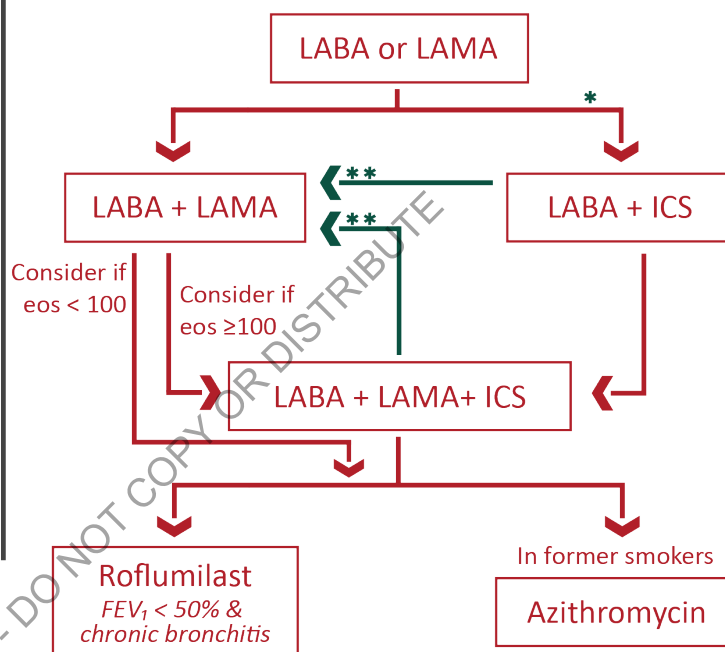 LABA or LAMA
*
LABA + LAMA
**
**
LABA + ICS
Consider if
eos < 100
Consider if
eos ≥100
LABA + LAMA+ ICS
- DO NOT COPY OR DISTRIBUTE
Roflumilast
FEV₁ < 50% &
chronic bronchitis
In former smokers
Azithromycin